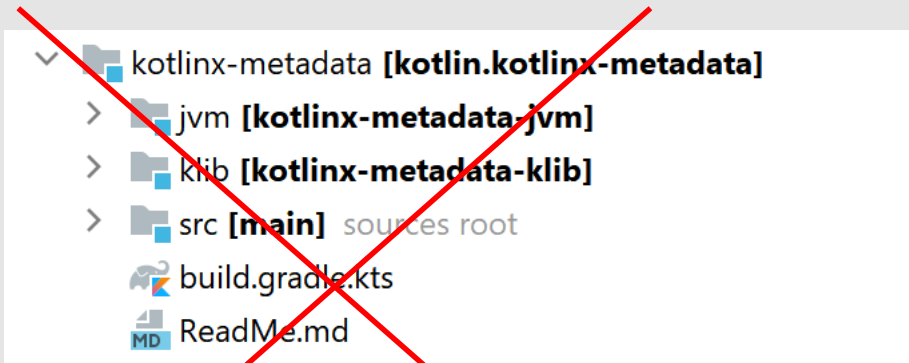 kotlinx-metadata [kotlin.kotlinx-metadata]
jvm [kotlinx-metadata-jvm]
klib [kotlinx-metadata-klib]
src [main] sources root
build.gradle.kts
MD ReadMe.md